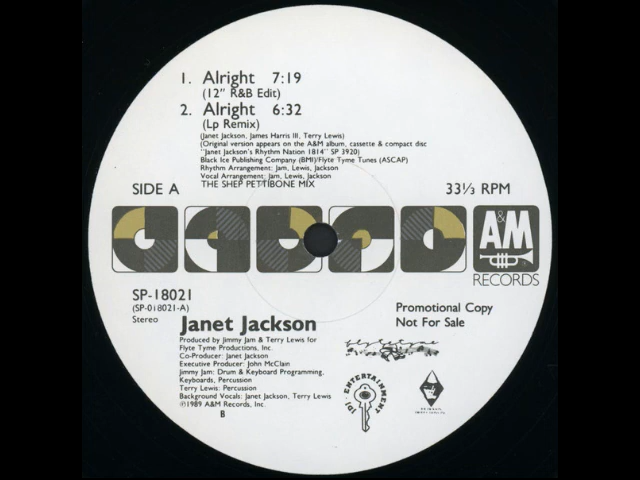 1. Alright 7:19
(12" R&B Edit)
2. Alright 6:32
(Lp Remix)
(Janet Jackson, James Harris III, Terry Lewis)
(Original version appears on the A&M album, cassette & compact disc
"Janet Jackson's Rhythm Nation 1814" SP 3920)
Black Ice Publishing Company (BMI)/Flyte Tyme Tunes (ASCAP)
Rhythm Arrangement: Jam, Lewis, Jackson
Vocal Arrangement: Jam, Lewis, Jackson
THE SHEP PETTIBONE MIX
SIDE A
33⅓ RPM
A&M
RECORDS
SP-18021
(SP-018021-A)
Stereo
Janet Jackson
Produced by Jimmy Jam & Terry Lewis for
Flyte Tyme Productions, Inc.
Co-Producer: Janet Jackson
Executive Producer: John McClain
Jimmy Jam: Drum & Keyboard Programming,
Keyboards, Percussion
Terry Lewis: Percussion
Background Vocals: Janet Jackson, Terry Lewis
℗1989 A&M Records, Inc.
B
Promotional Copy
Not For Sale
flyte tyme
JDJ ENTERTAINMENT